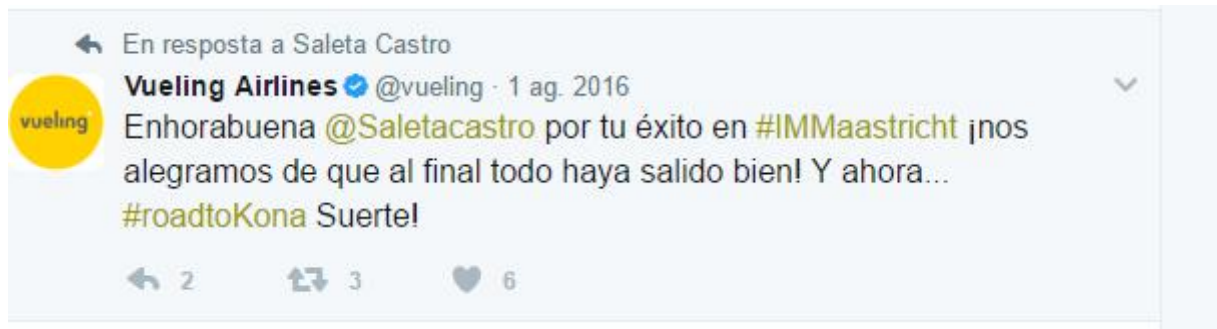 En resposta a Saleta Castro
Vueling Airlines @vueling · 1 ag. 2016
vueling
Enhorabuena @Saletacastro por tu éxito en #IMMaastricht ¡nos
alegramos de que al final todo haya salido bien! Y ahora...
#roadtoKona Suerte!
2 3 6